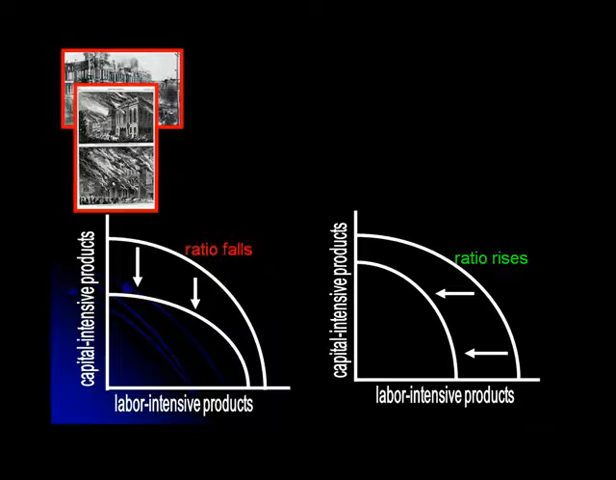 ratio falls
capital-intensive products
labor-intensive products
ratio rises
capital-intensive products
labor-intensive products